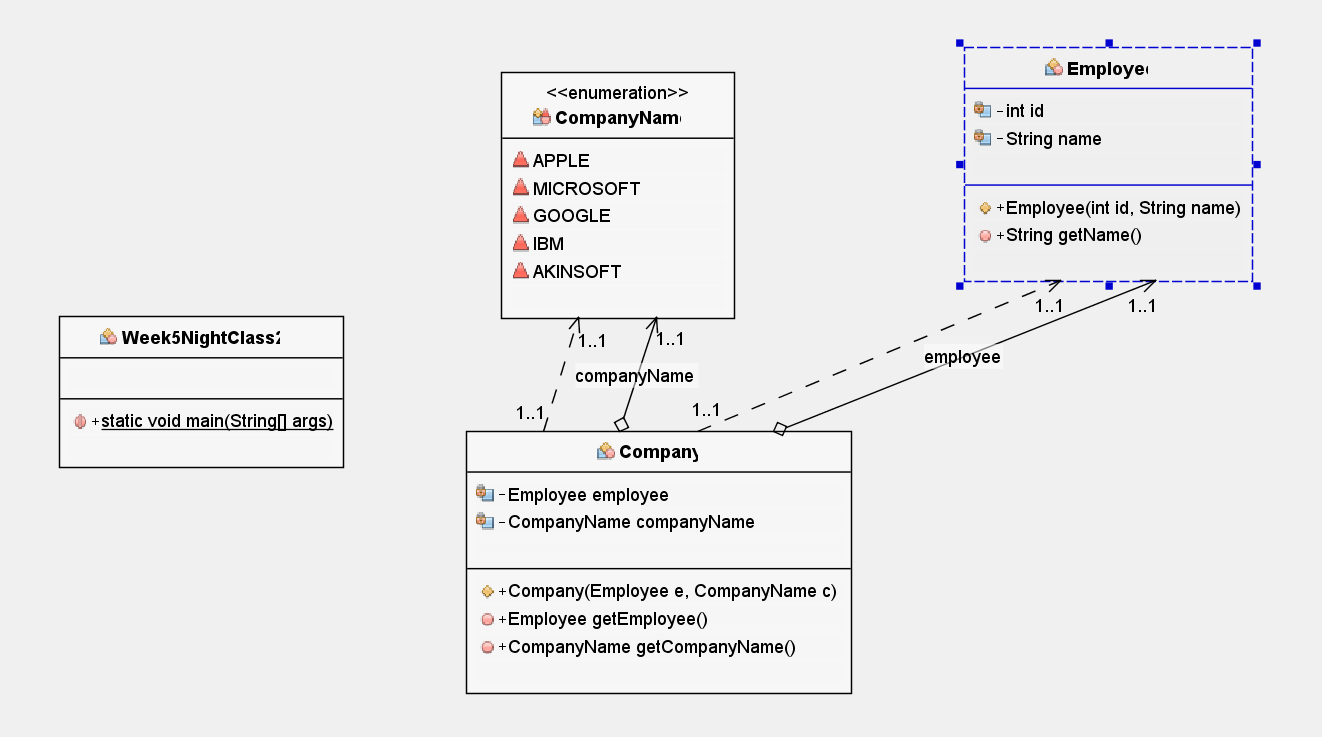 <<enumeration>>
CompanyName
APPLE
MICROSOFT
GOOGLE
IBM
AKINSOFT
Employee
-int id
-String name
+Employee(int id, String name)
+String getName()
Week5NightClass2
+static void main(String[] args)
1..1
1..1
companyName
1..1
1..1
1..1
employee
1..1
Company
-Employee employee
-CompanyName companyName
+Company(Employee e, CompanyName c)
+Employee getEmployee()
+CompanyName getCompanyName()